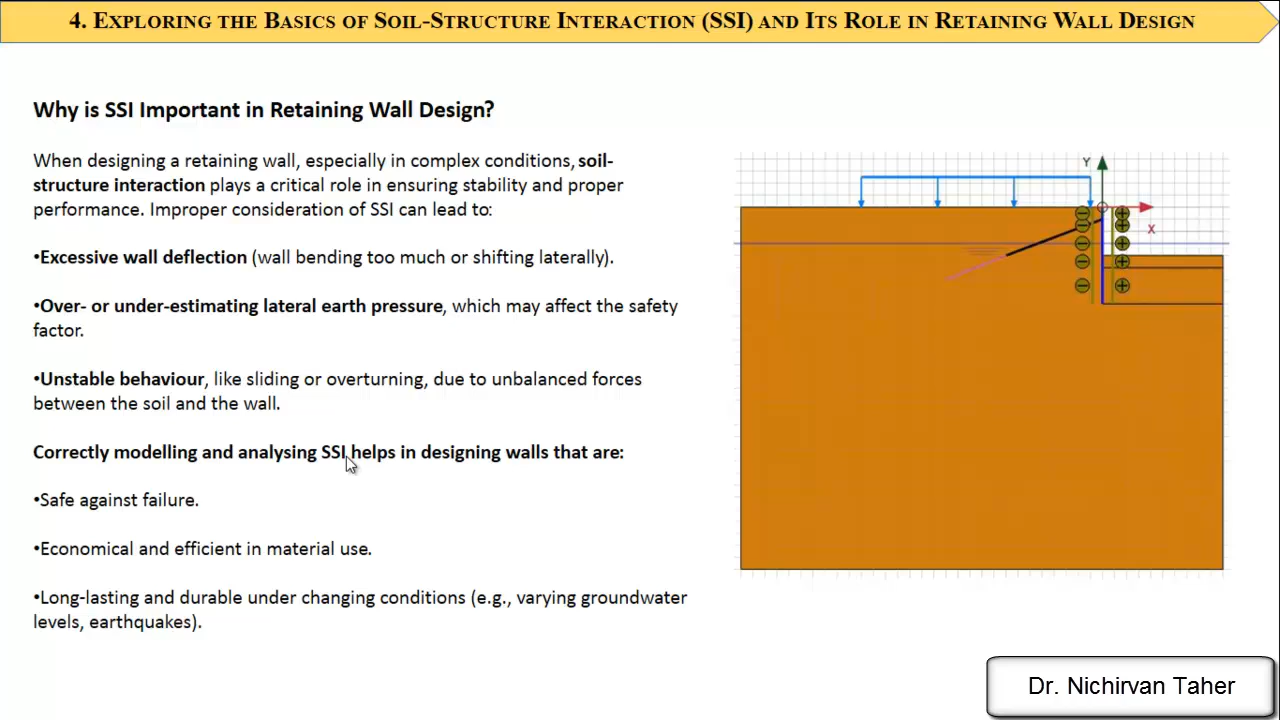 4. Exploring the Basics of Soil-Structure Interaction (SSI) and Its Role in Retaining Wall Design
Why is SSI Important in Retaining Wall Design?
When designing a retaining wall, especially in complex conditions, soil-
structure interaction plays a critical role in ensuring stability and proper
performance. Improper consideration of SSI can lead to:
•Excessive wall deflection (wall bending too much or shifting laterally).
•Over- or under-estimating lateral earth pressure, which may affect the safety
factor.
•Unstable behaviour, like sliding or overturning, due to unbalanced forces
between the soil and the wall.
Correctly modelling and analysing SSI helps in designing walls that are:
•Safe against failure.
•Economical and efficient in material use.
•Long-lasting and durable under changing conditions (e.g., varying groundwater
levels, earthquakes).
Y
X
Dr. Nichirvan Taher